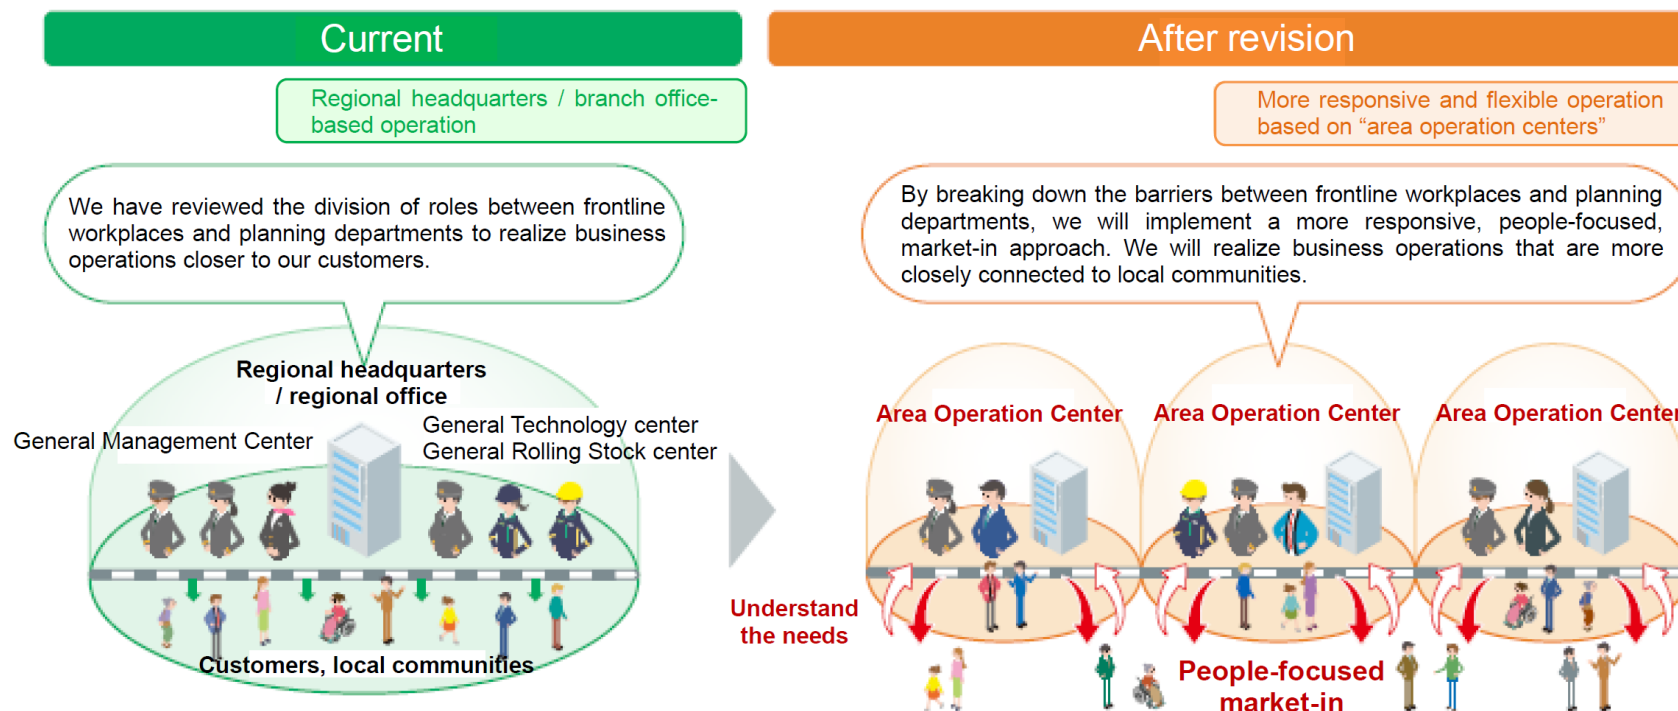 Current
Regional headquarters / branch office-
based operation
We have reviewed the division of roles between frontline
workplaces and planning departments to realize business
operations closer to our customers.
Regional headquarters
/ regional office
General Management Center
General Technology center
General Rolling Stock center
Customers, local communities
After revision
More responsive and flexible operation
based on “area operation centers”
By breaking down the barriers between frontline workplaces and planning
departments, we will implement a more responsive, people-focused,
market-in approach. We will realize business operations that are more
closely connected to local communities.
Area Operation Center
Area Operation Center
Area Operation Center
Understand
the needs
People-focused
market-in